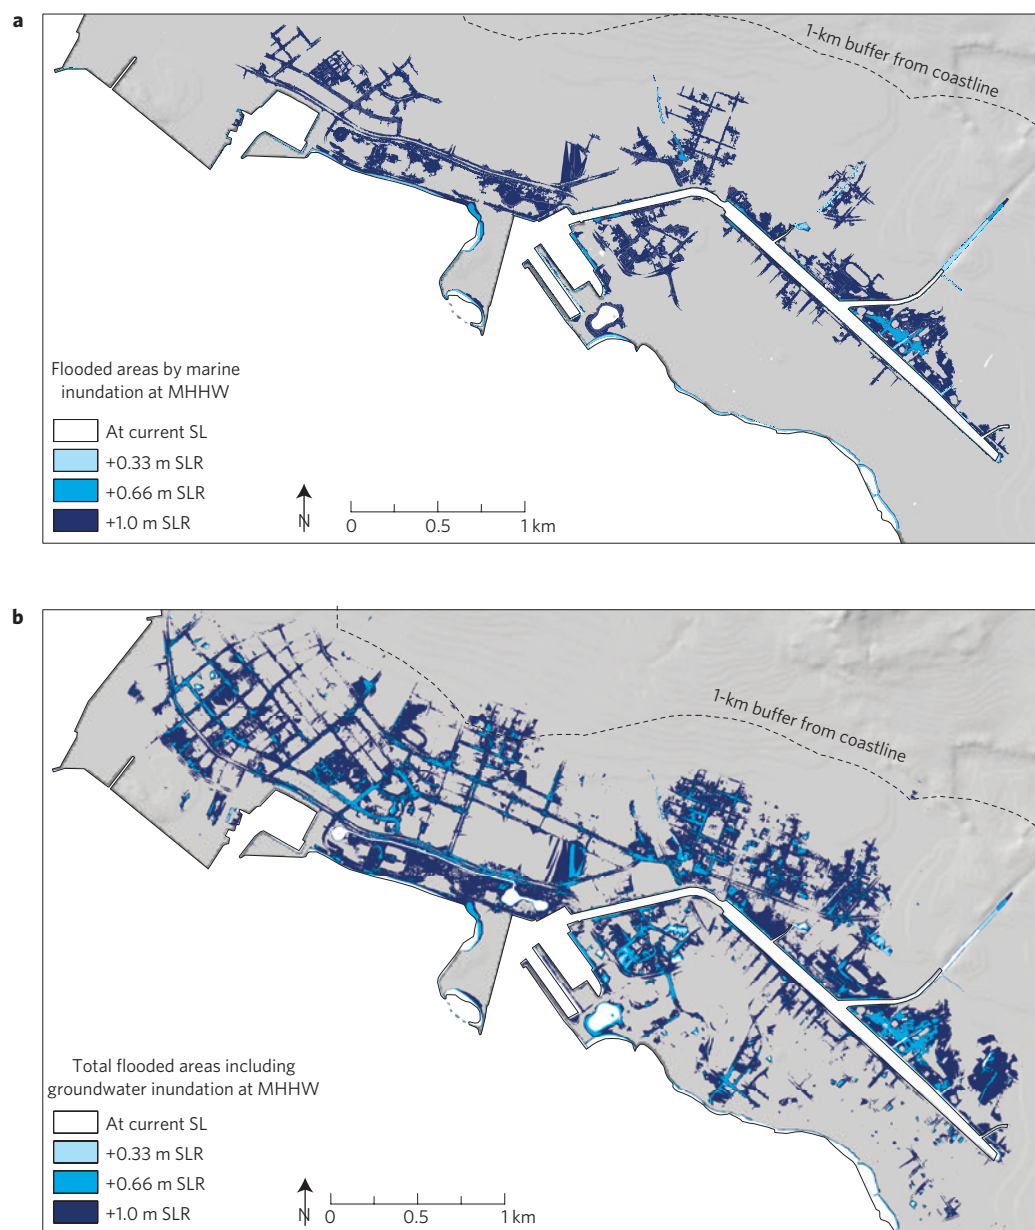 a
1-km buffer from coastline
Flooded areas by marine
inundation at MHHW
At current SL
+0.33 m SLR
+0.66 m SLR
+1.0 m SLR
N
0 0.5 1 km
b
1-km buffer from coastline
Total flooded areas including
groundwater inundation at MHHW
At current SL
+0.33 m SLR
+0.66 m SLR
+1.0 m SLR
N
0 0.5 1 km